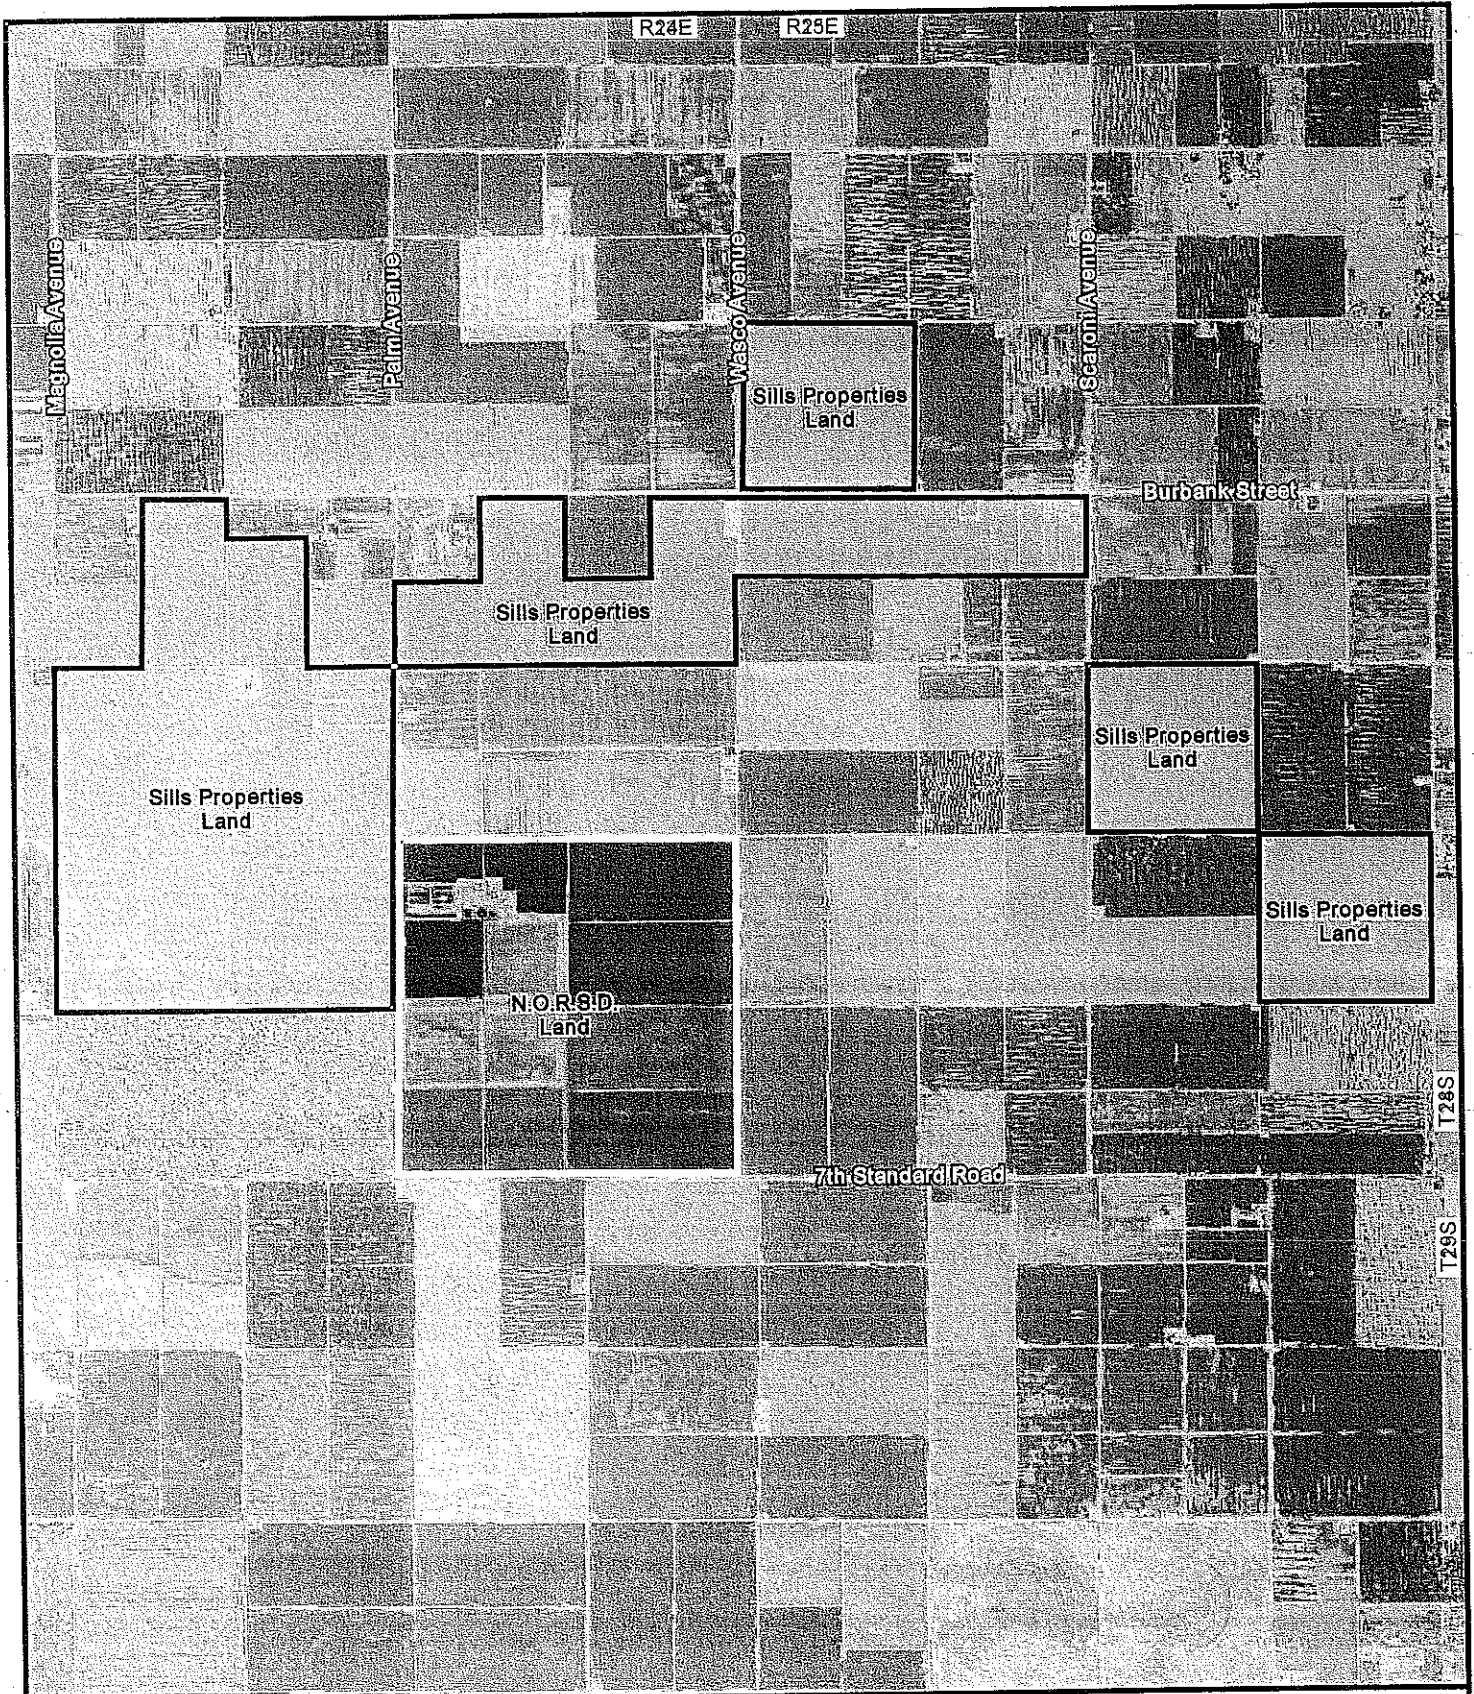 R24E
R25E
Magnolia Avenue
Palm Avenue
Wasco Avenue
Scaroni Avenue
Sills Properties
Land
Burbank Street
Sills Properties
Land
Sills Properties
Land
Sills Properties
Land
Sills Properties
Land
N.O.R.S.D.
Land
T28S
7th Standard Road
T29S